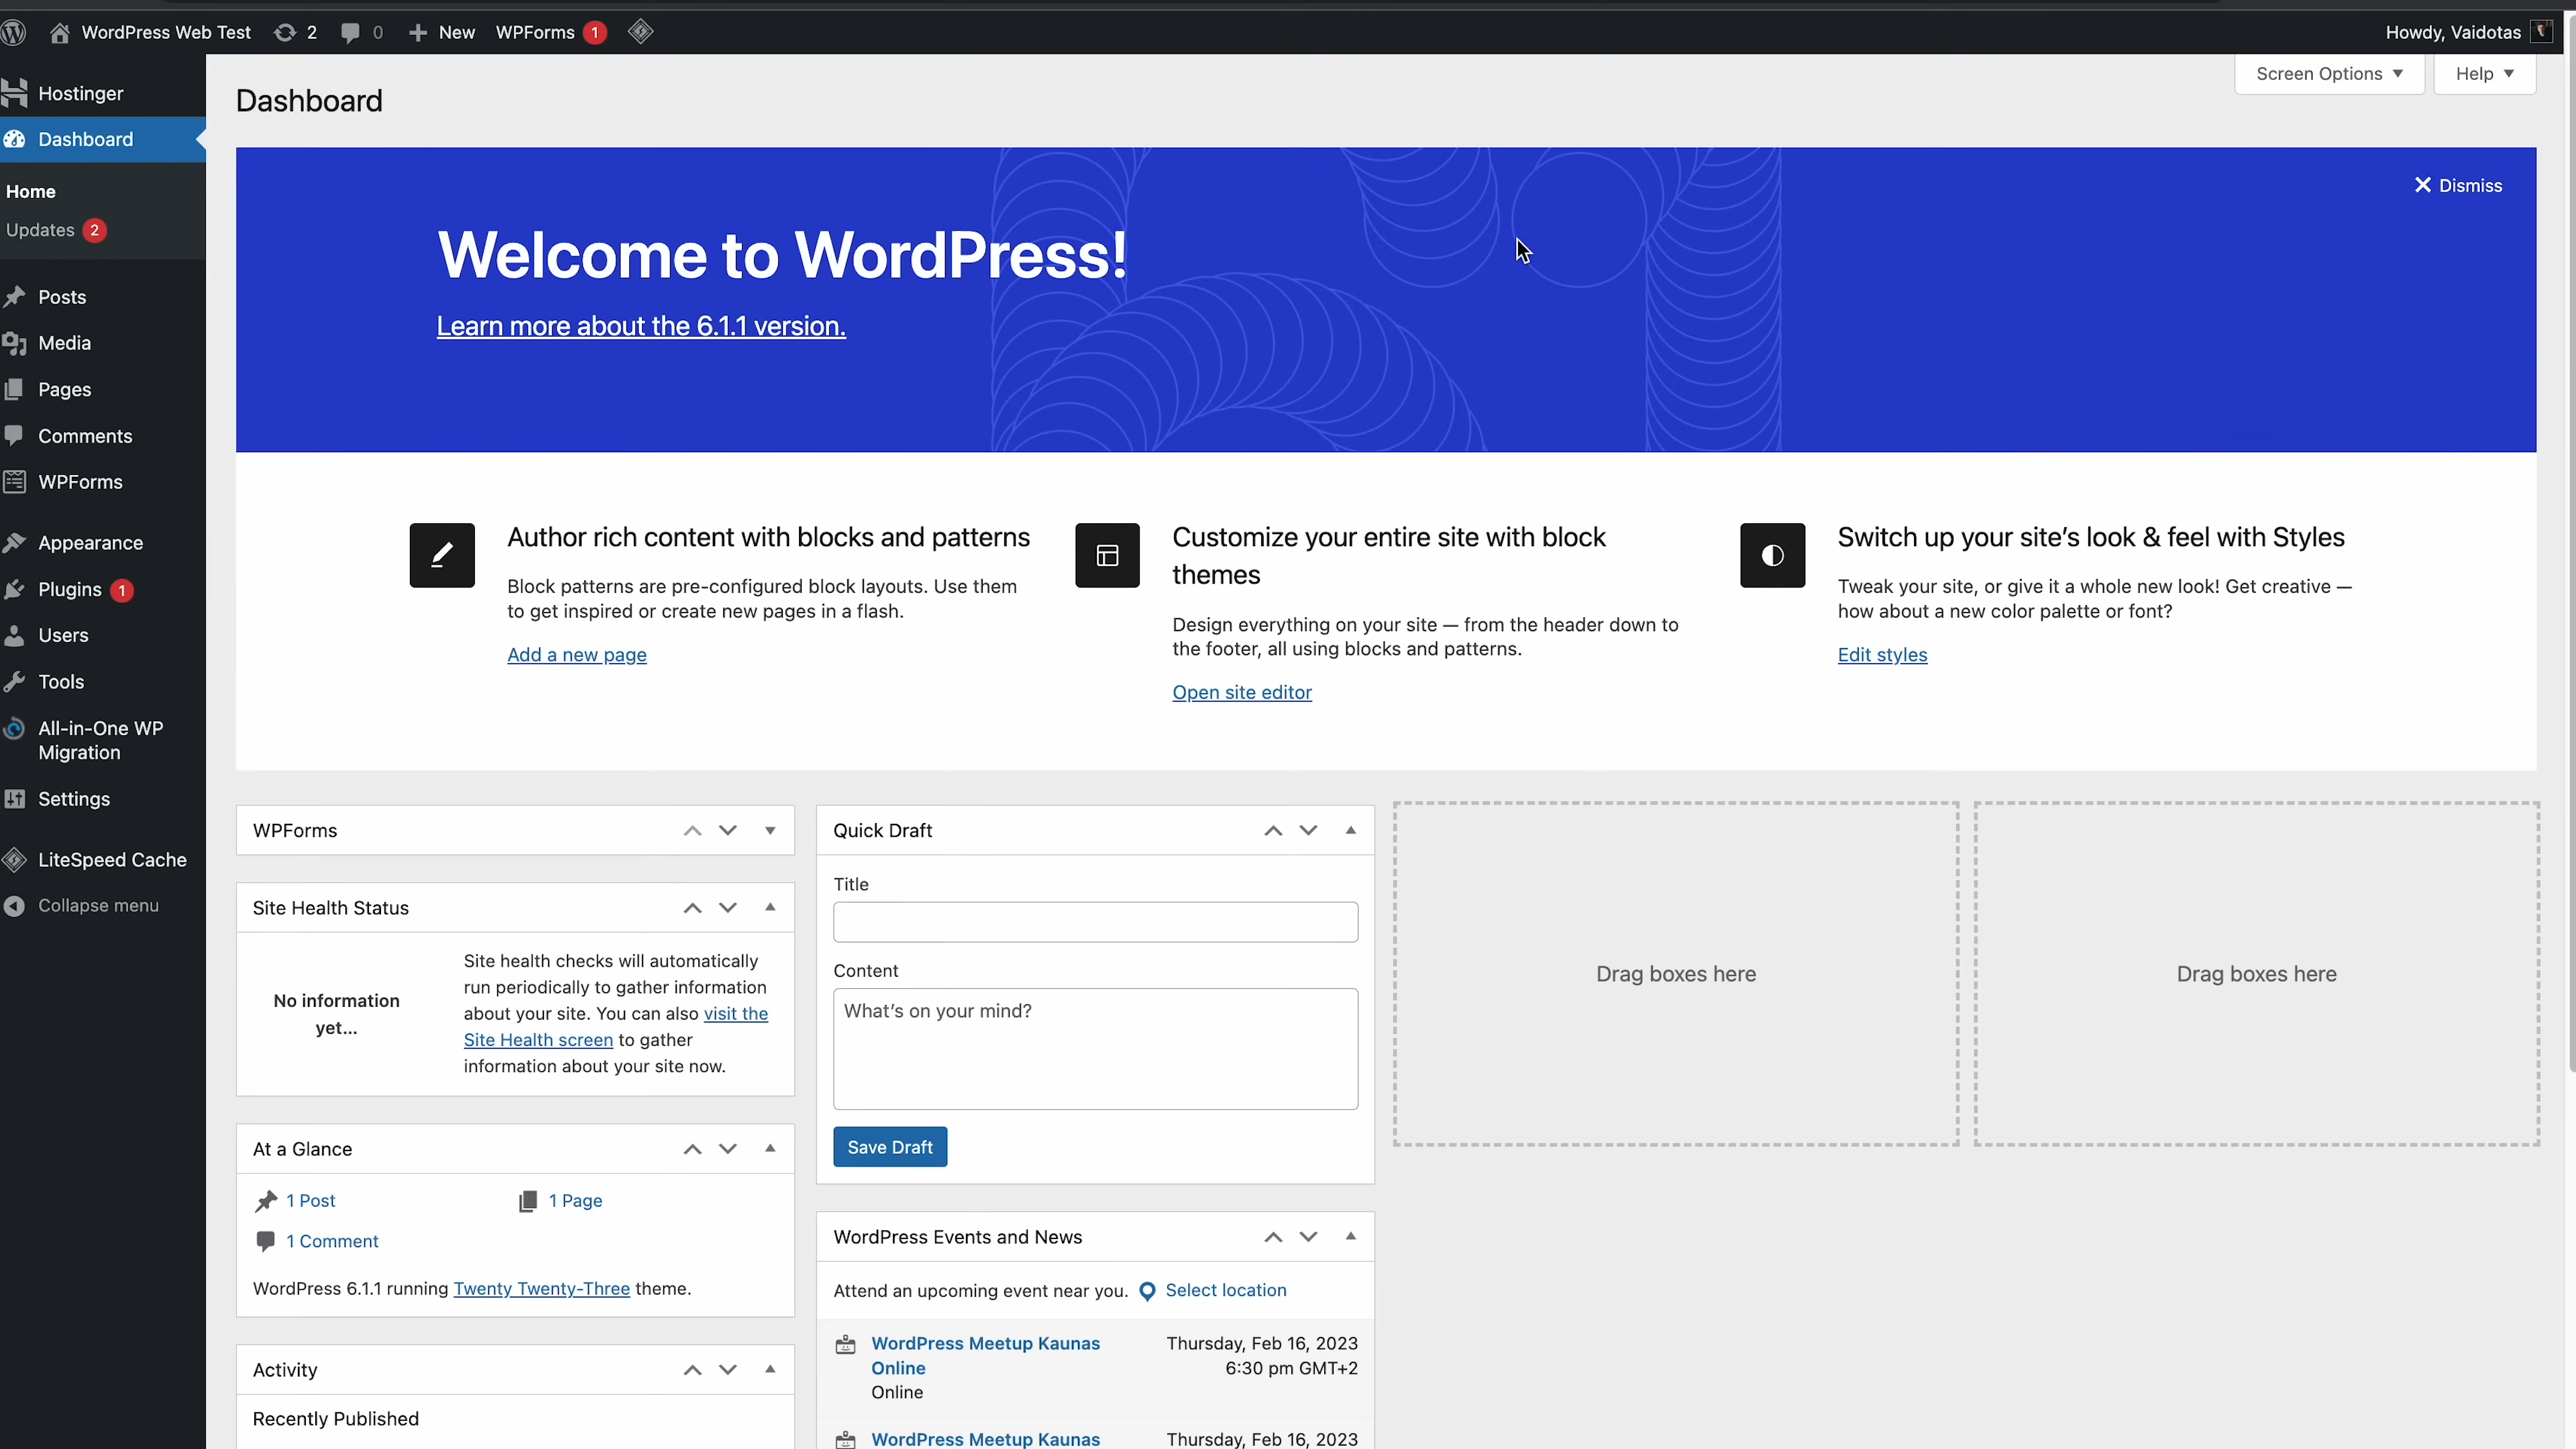 WordPress Web Test 2 0 New WPForms 1 Howdy, Vaidotas
Screen Options Help
Hostinger
Dashboard
Home
Updates 2
Posts
Media
Pages
Comments
WPForms
Appearance
Plugins 1
Users
Tools
All-in-One WP
Migration
Settings
LiteSpeed Cache
Collapse menu
Dashboard
Dismiss
Welcome to WordPress!
Learn more about the 6.1.1 version.
Author rich content with blocks and patterns
Block patterns are pre-configured block layouts. Use them
to get inspired or create new pages in a flash.
Add a new page
Customize your entire site with block
themes
Design everything on your site — from the header down to
the footer, all using blocks and patterns.
Open site editor
Switch up your site’s look & feel with Styles
Tweak your site, or give it a whole new look! Get creative —
how about a new color palette or font?
Edit styles
WPForms
Site Health Status
No information
yet...
Site health checks will automatically
run periodically to gather information
about your site. You can also visit the
Site Health screen to gather
information about your site now.
At a Glance
1 Post 1 Page
1 Comment
WordPress 6.1.1 running Twenty Twenty-Three theme.
Activity
Recently Published
Quick Draft
Title
Content
What’s on your mind?
Save Draft
WordPress Events and News
Attend an upcoming event near you. Select location
WordPress Meetup Kaunas Thursday, Feb 16, 2023
Online 6:30 pm GMT+2
Online
WordPress Meetup Kaunas Thursday, Feb 16, 2023
Drag boxes here
Drag boxes here